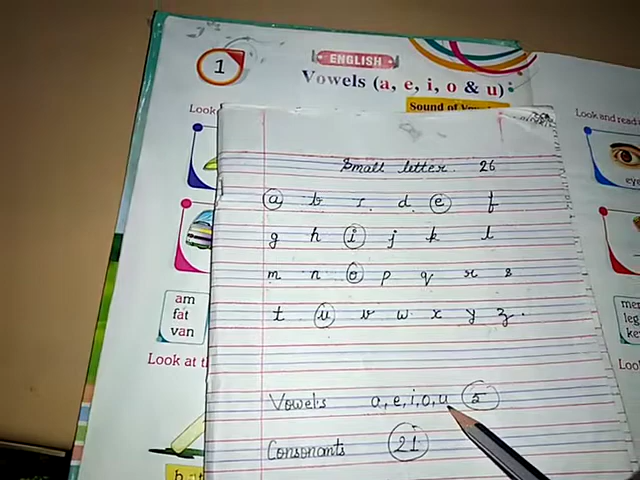 1
ENGLISH
Vowels (a, e, i, o & u)
Sound of
Look
Look and read
eye
Small letter. 26
a b c d e f
g h i j k l
m n o p q r s
t u v w x y z
am
fat
van
Look at th
Vowels a, e, i, o, u 5
Consonants 21